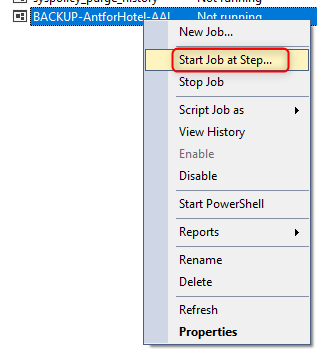 syspolicy_purge_history Not running
BACKUP-AntforHotel-AAI Not running
New Job...
Start Job at Step...
Stop Job
Script Job as
View History
Enable
Disable
Start PowerShell
Reports
Rename
Delete
Refresh
Properties